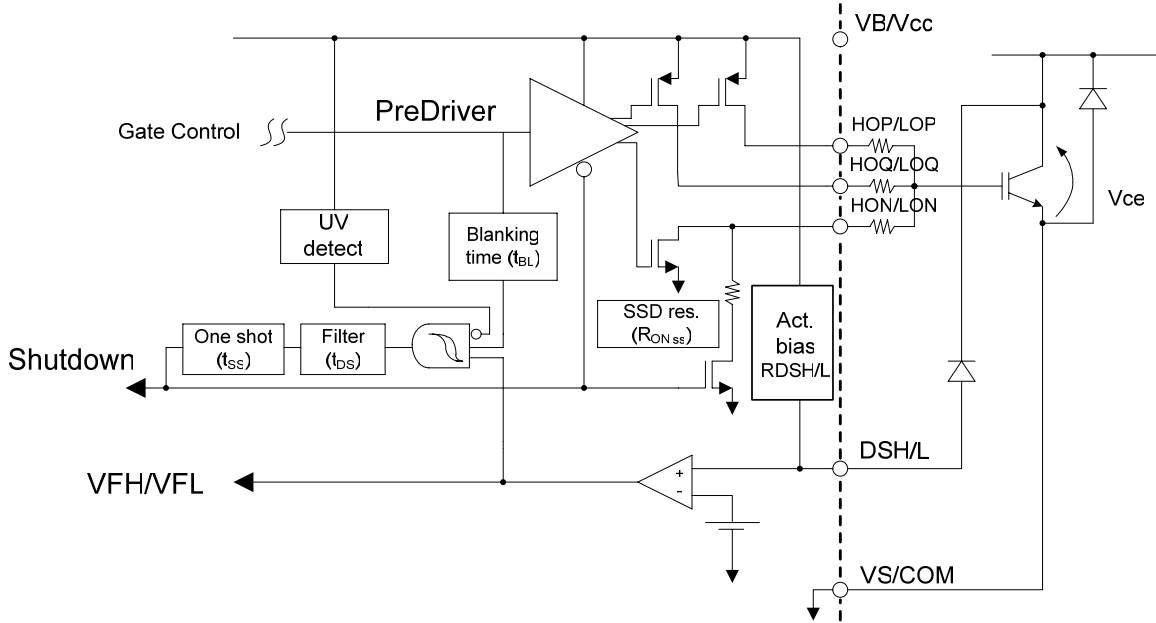 VB/Vcc
PreDriver
Gate Control
HOP/LOP
HOQ/LOQ
HON/LON
Vce
UV
detect
Blanking
time (tBL)
SSD res.
(RON ss)
Act.
bias
RDSH/L
One shot
(tSS)
Filter
(tDS)
Shutdown
DSH/L
VFH/VFL
+
-
VS/COM